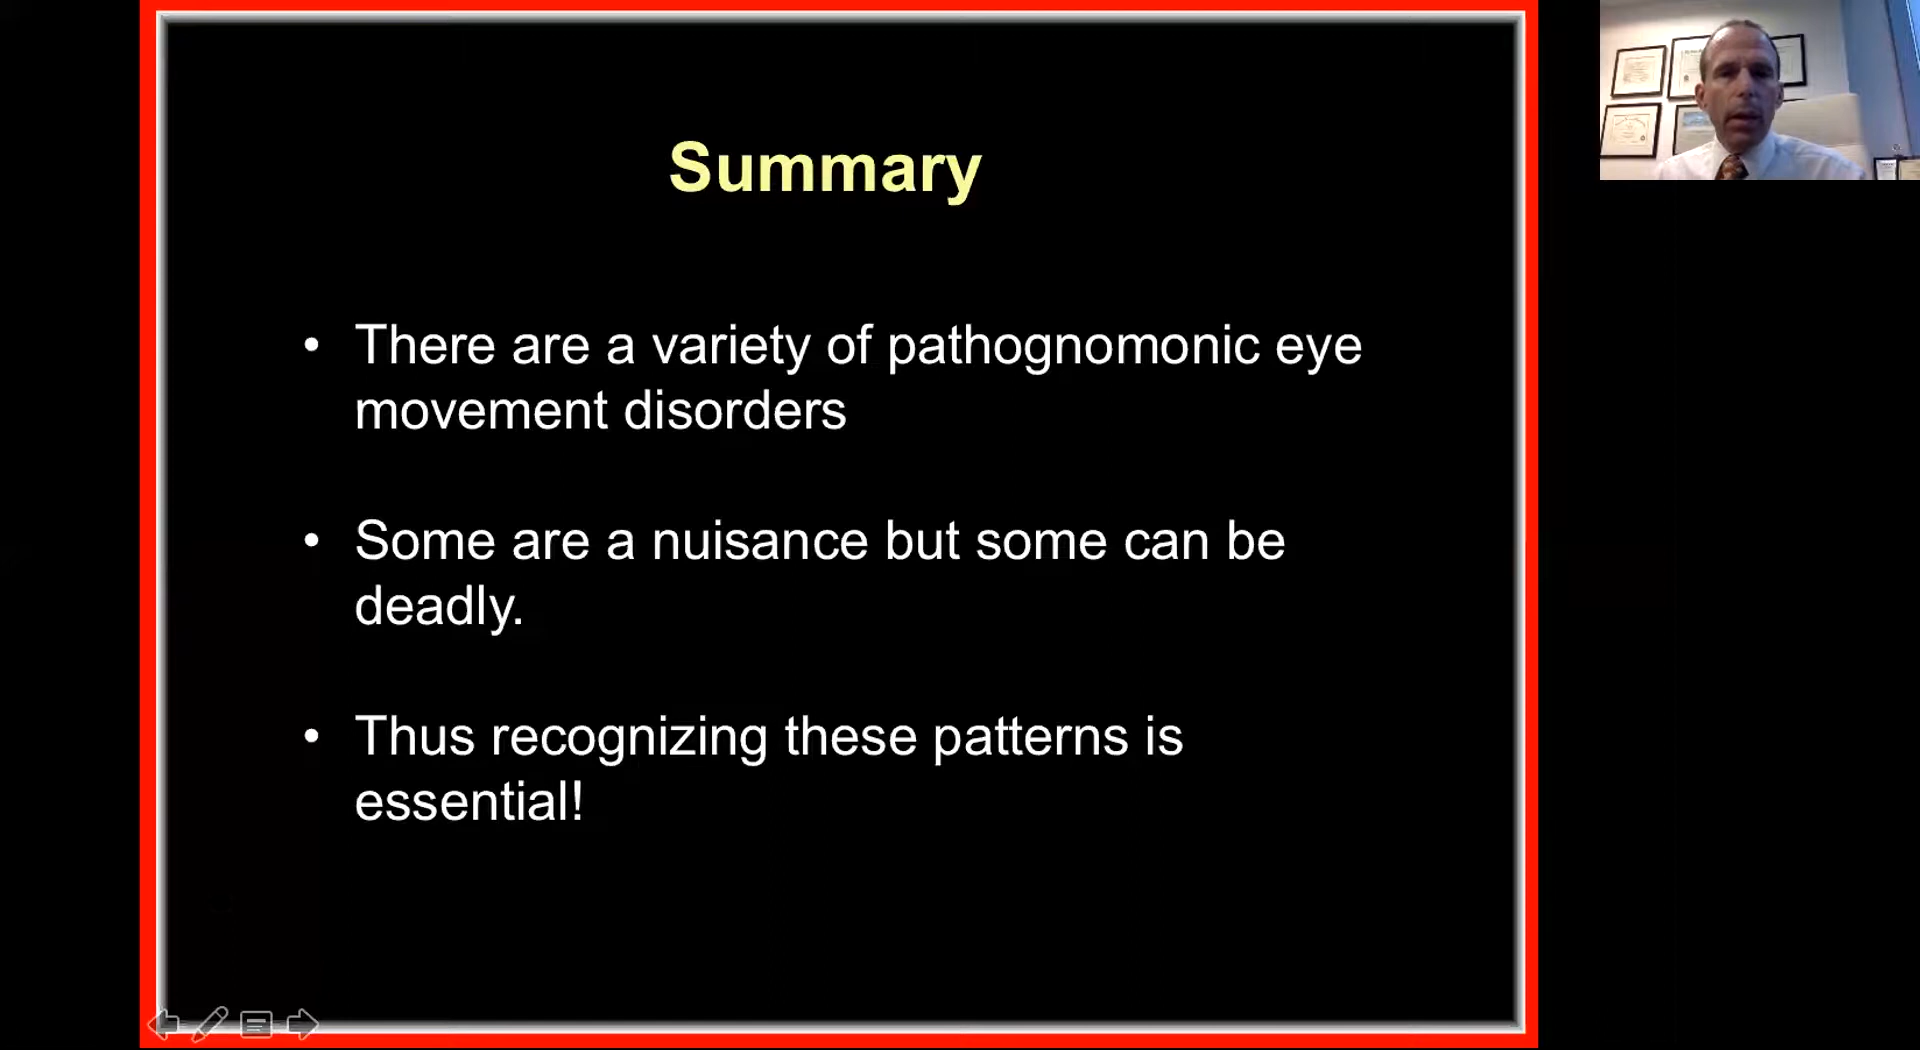 Summary
• There are a variety of pathognomonic eye
movement disorders
• Some are a nuisance but some can be
deadly.
• Thus recognizing these patterns is
essential!